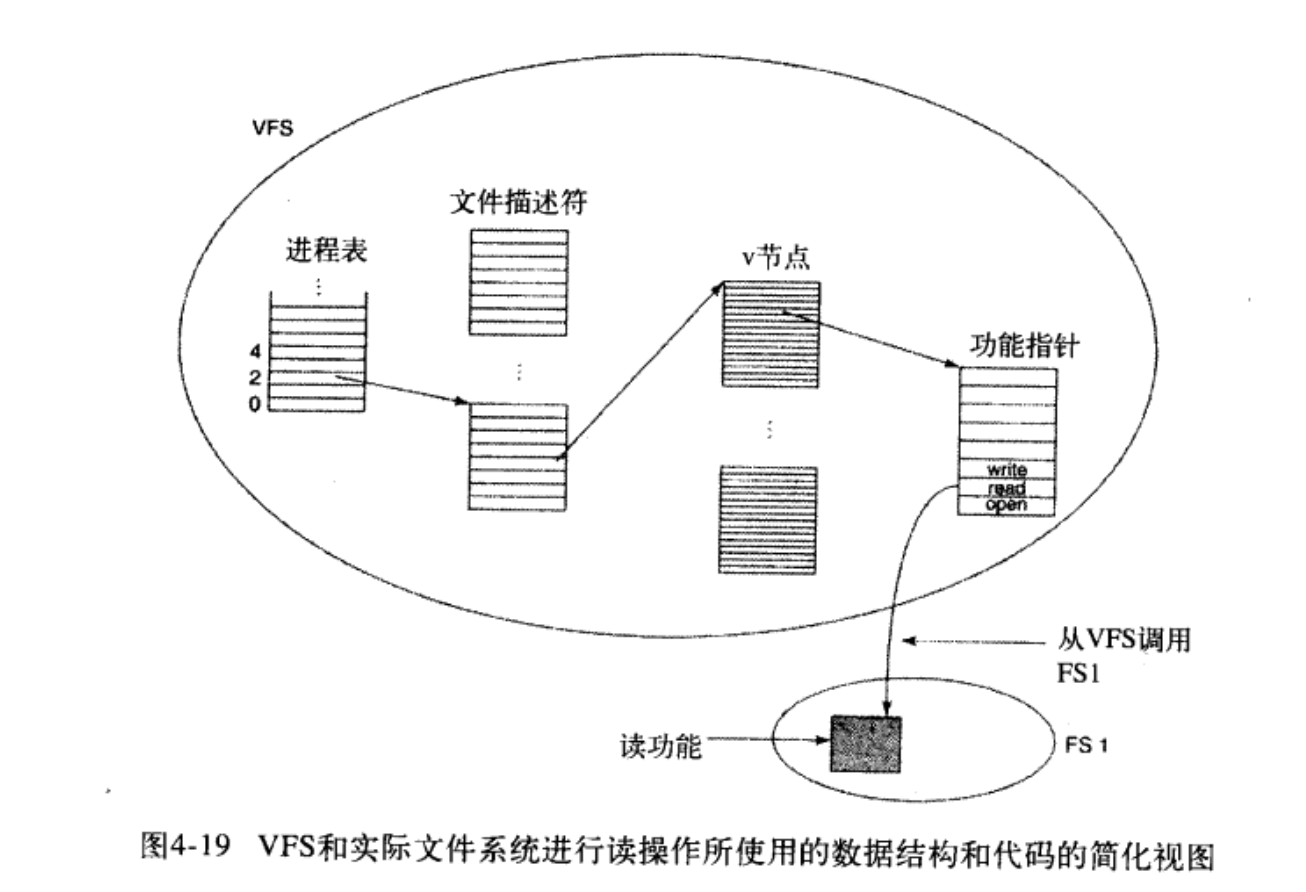 VFS
文件描述符
进程表
v节点
功能指针
4
2
0
write
read
open
从VFS调用
FS1
读功能
FS 1
图4-19 VFS和实际文件系统进行读操作所使用的数据结构和代码的简化视图